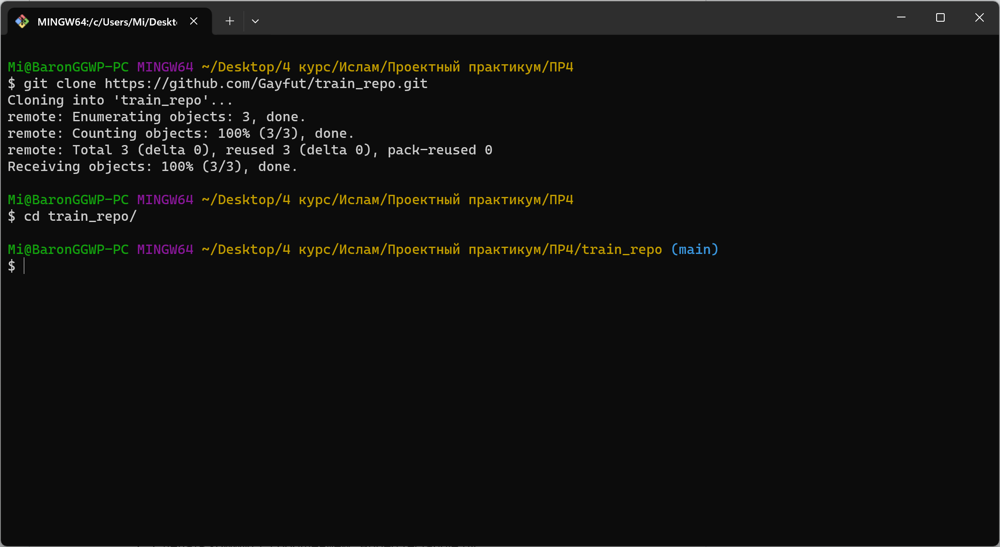 MINGW64:/c/Users/Mi/Deskt
Mi@BaronGGWP-PC MINGW64 ~/Desktop/4 курс/Ислам/Проектный практикум/ПР4
$ git clone https://github.com/Gayfut/train_repo.git
Cloning into 'train_repo'...
remote: Enumerating objects: 3, done.
remote: Counting objects: 100% (3/3), done.
remote: Total 3 (delta 0), reused 3 (delta 0), pack-reused 0
Receiving objects: 100% (3/3), done.
Mi@BaronGGWP-PC MINGW64 ~/Desktop/4 курс/Ислам/Проектный практикум/ПР4
$ cd train_repo/
Mi@BaronGGWP-PC MINGW64 ~/Desktop/4 курс/Ислам/Проектный практикум/ПР4/train_repo (main)
$